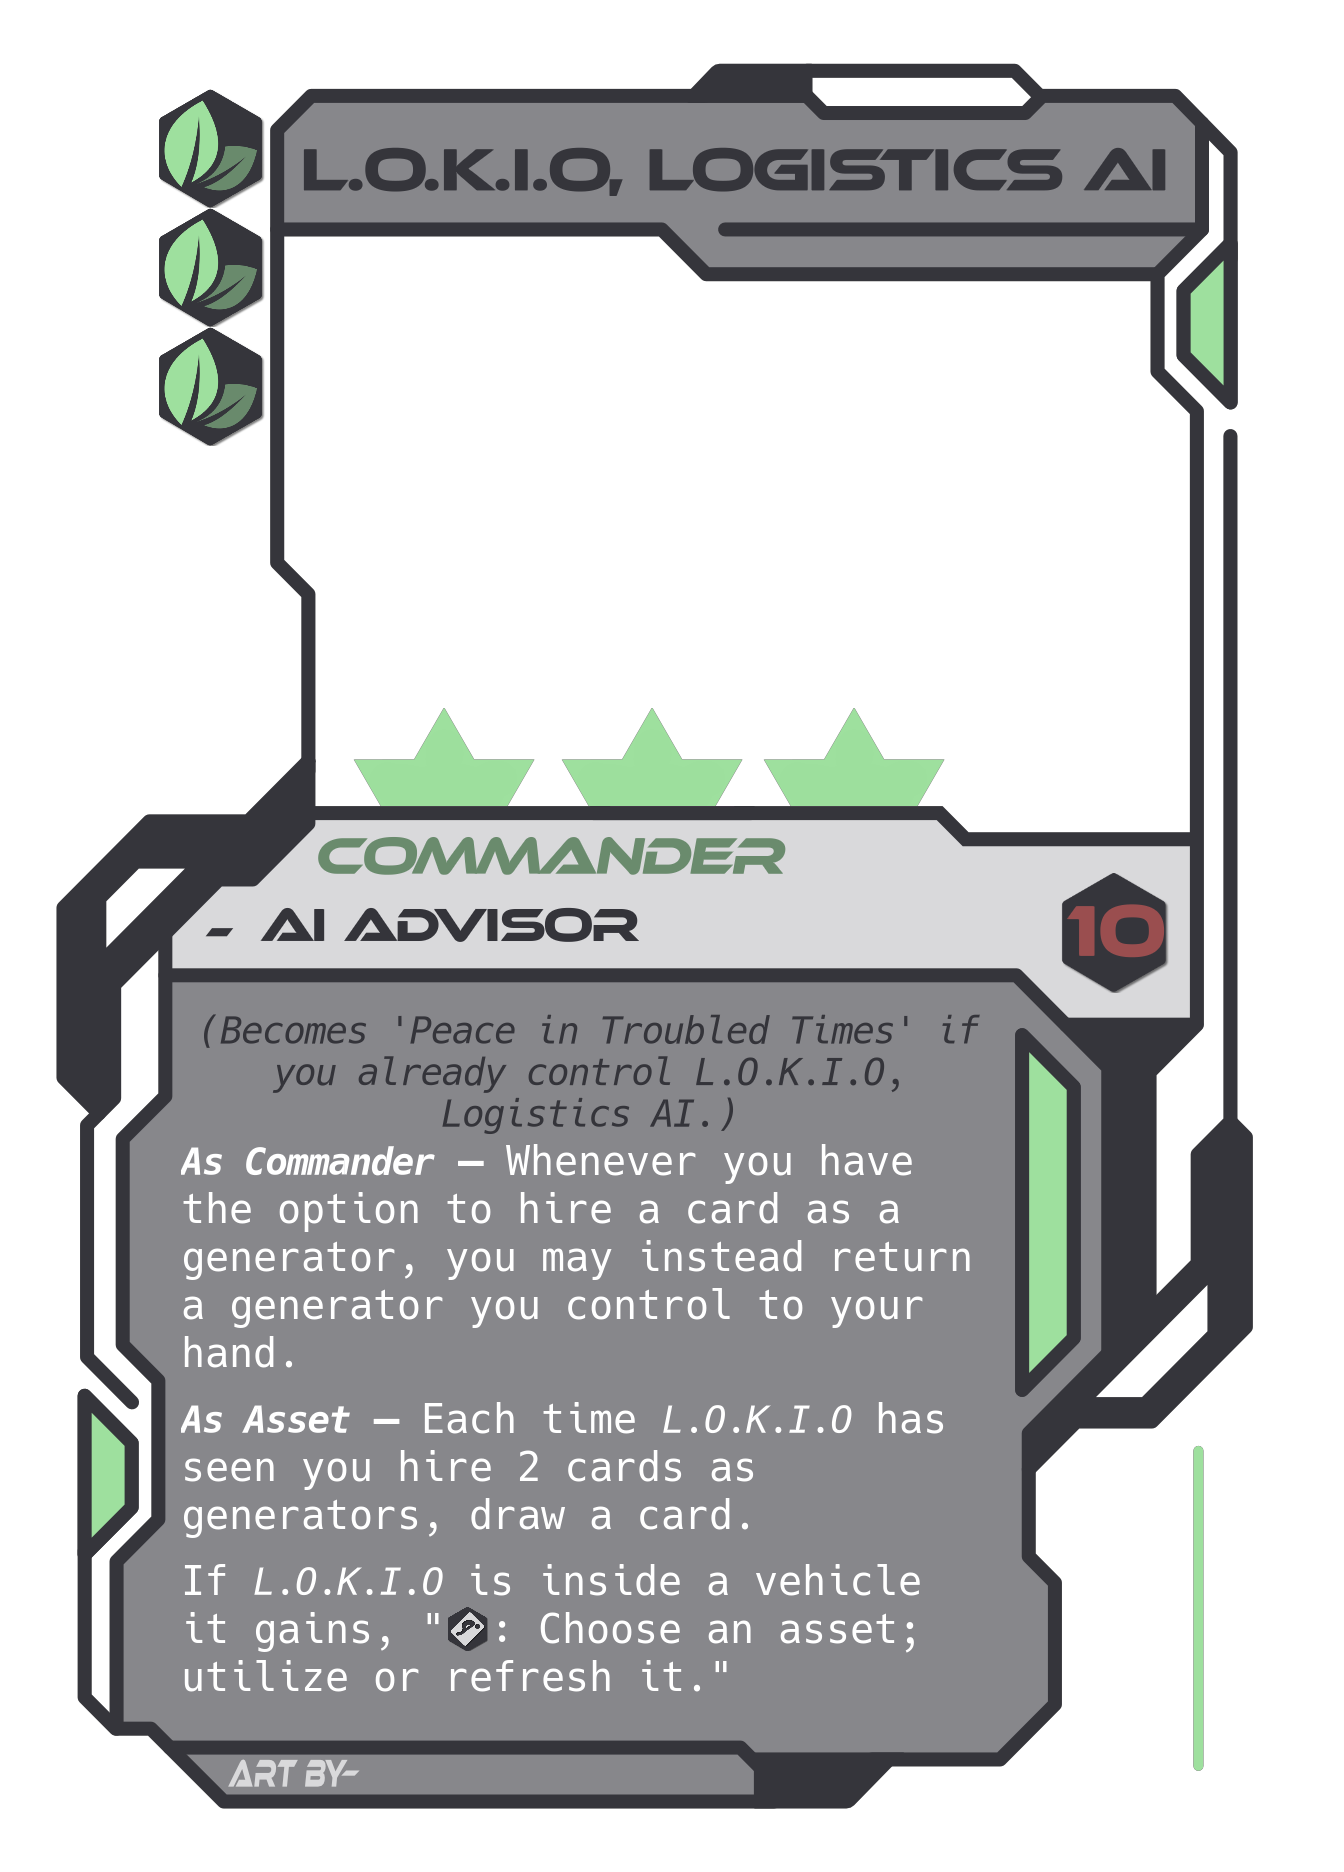 L.O.K.I.O, LOGISTICS AI
COMMANDER
- AI ADVISOR
10
(Becomes 'Peace in Troubled Times' if
you already control L.O.K.I.O,
Logistics AI.)
As Commander — Whenever you have
the option to hire a card as a
generator, you may instead return
a generator you control to your
hand.
As Asset — Each time L.O.K.I.O has
seen you hire 2 cards as
generators, draw a card.
If L.O.K.I.O is inside a vehicle
it gains, " : Choose an asset;
utilize or refresh it."
ART BY-